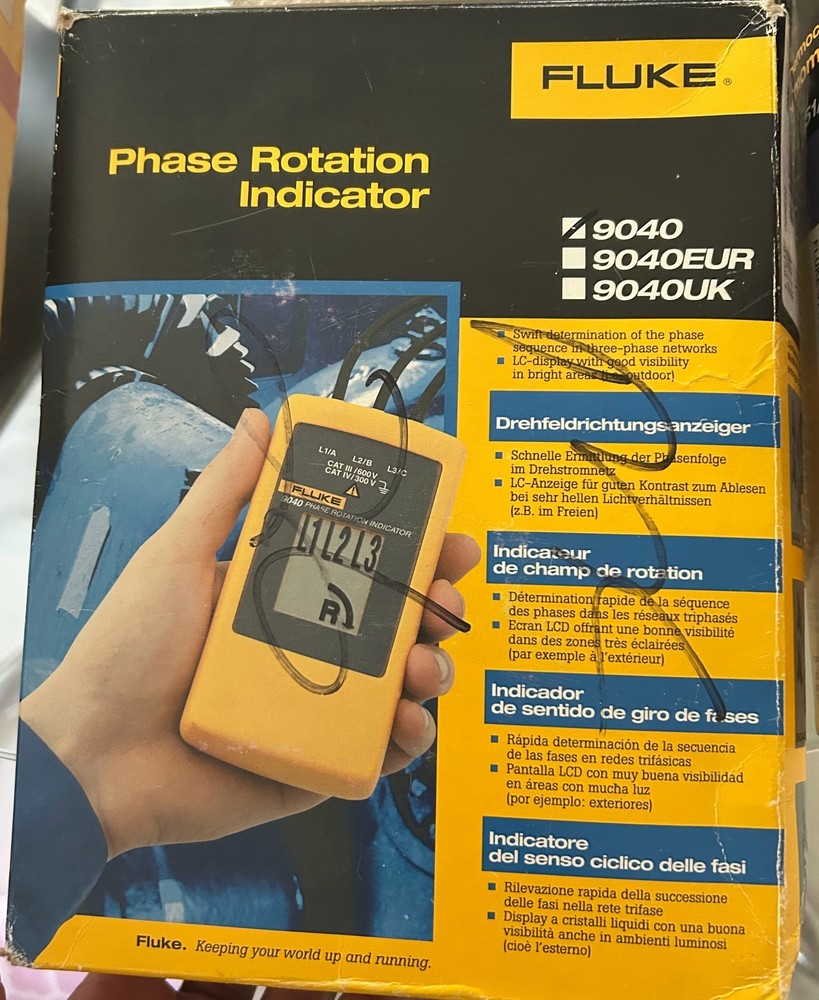 FLUKE®
Phase Rotation
Indicator
9040
9040EUR
9040UK
Swift determination of the phase
sequence in three-phase networks
LC-display with good visibility
in bright areas outdoor)
Drehfeldrichtungsanzeiger
Schnelle Ermittlung der Phasenfolge
im Drehstromnetz
LC-Anzeige für guten Kontrast zum Ablesen
bei sehr hellen Lichtverhältnissen
(z.B. im Freien)
Indicateur
de champ de rotation
Détermination rapide de la séquence
des phases dans les réseaux triphasés
Ecran LCD offrant une bonne visibilité
dans des zones très éclairées
(par exemple à l'extérieur)
Indicador
de sentido de giro de fases
Rápida determinación de la secuencia
de las fases en redes trifásicas
Pantalla LCD con muy buena visibilidad
en áreas con mucha luz
(por ejemplo: exteriores)
Indicatore
del senso ciclico delle fasi
Rilevazione rapida della successione
delle fasi nella rete trifase
Display a cristalli liquidi con una buona
visibilità anche in ambienti luminosi
(cioè l'esterno)
L1/A L2/B L3/C
CAT III/600V
CAT IV/300V
FLUKE
9040 PHASE ROTATION INDICATOR
L1 L2 L3
R
Fluke. Keeping your world up and running.